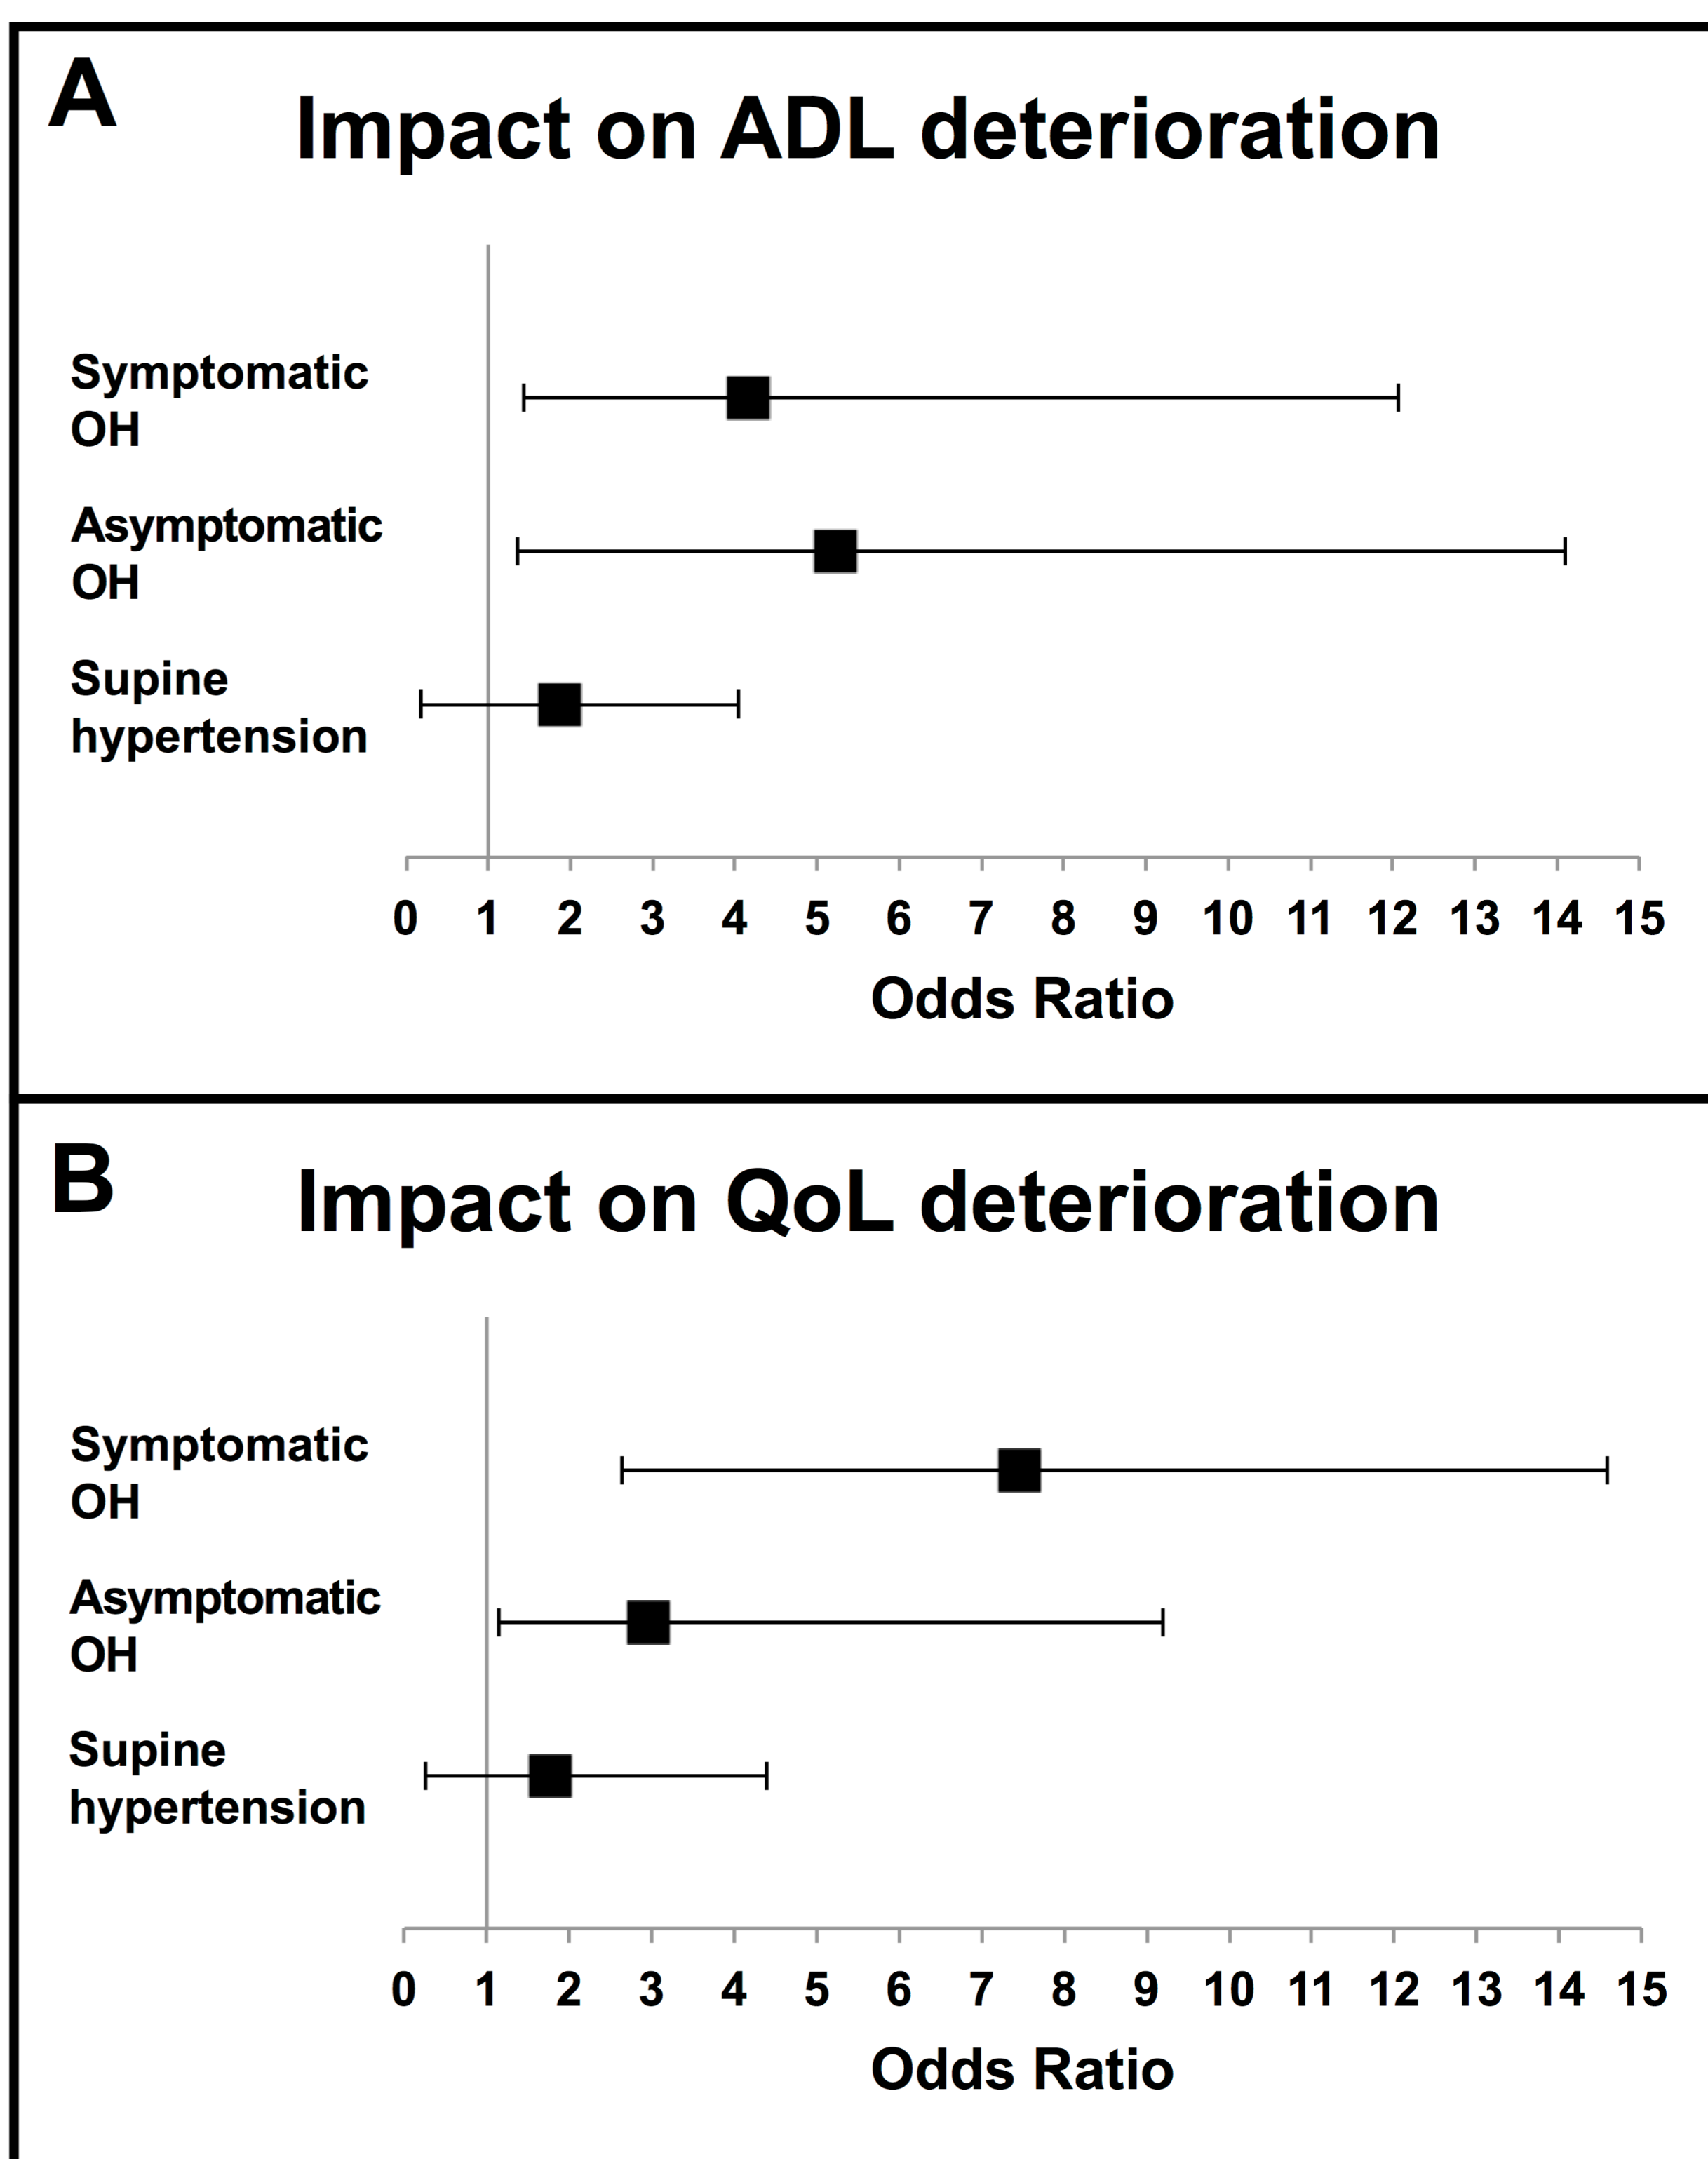 A
Impact on ADL deterioration
Symptomatic
OH
Asymptomatic
OH
Supine
hypertension
0 1 2 3 4 5 6 7 8 9 10 11 12 13 14 15
Odds Ratio
B
Impact on QoL deterioration
Symptomatic
OH
Asymptomatic
OH
Supine
hypertension
0 1 2 3 4 5 6 7 8 9 10 11 12 13 14 15
Odds Ratio